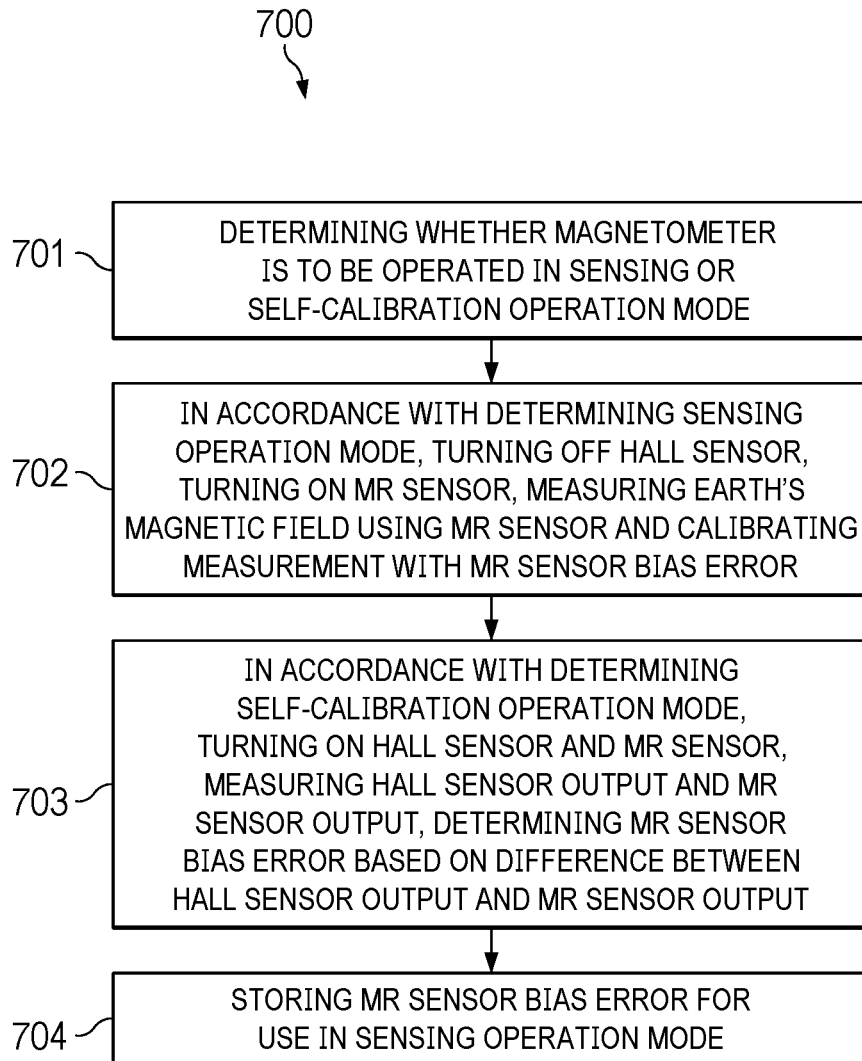 700
701
DETERMINING WHETHER MAGNETOMETER
IS TO BE OPERATED IN SENSING OR
SELF-CALIBRATION OPERATION MODE
702
IN ACCORDANCE WITH DETERMINING SENSING
OPERATION MODE, TURNING OFF HALL SENSOR,
TURNING ON MR SENSOR, MEASURING EARTH'S
MAGNETIC FIELD USING MR SENSOR AND CALIBRATING
MEASUREMENT WITH MR SENSOR BIAS ERROR
703
IN ACCORDANCE WITH DETERMINING
SELF-CALIBRATION OPERATION MODE,
TURNING ON HALL SENSOR AND MR SENSOR,
MEASURING HALL SENSOR OUTPUT AND MR
SENSOR OUTPUT, DETERMINING MR SENSOR
BIAS ERROR BASED ON DIFFERENCE BETWEEN
HALL SENSOR OUTPUT AND MR SENSOR OUTPUT
704
STORING MR SENSOR BIAS ERROR FOR
USE IN SENSING OPERATION MODE